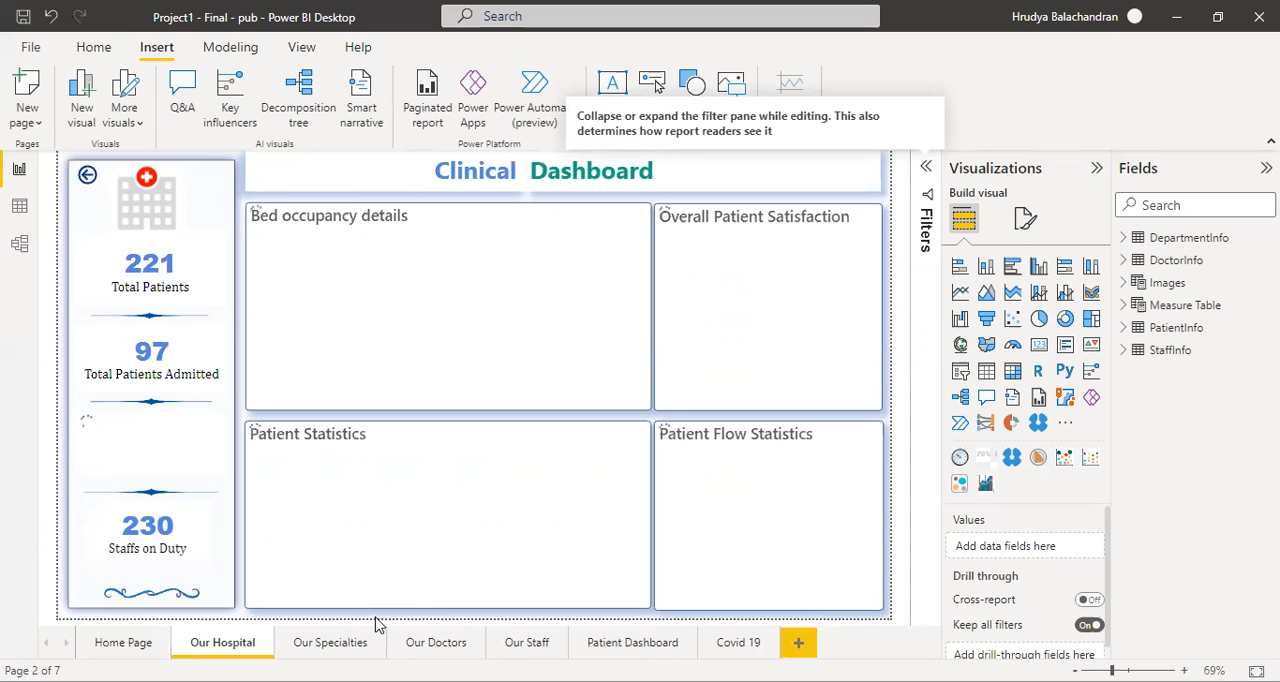 Project1 - Final - pub - Power BI Desktop
Search
Hrudya Balachandran
File
Home
Insert
Modeling
View
Help
New page
New visual
More visuals
Q&A
Key influencers
Decomposition tree
Smart narrative
Paginated report
Power Apps
Power Automa
(preview)
Pages
Visuals
AI visuals
Power Platform
Collapse or expand the filter pane while editing. This also
determines how report readers see it
Clinical Dashboard
221
Total Patients
97
Total Patients Admitted
230
Staffs on Duty
Bed occupancy details
Overall Patient Satisfaction
Patient Statistics
Patient Flow Statistics
Filters
Visualizations
Build visual
Values
Add data fields here
Drill through
Cross-report
Off
Keep all filters
On
Add drill-through fields here
Fields
Search
DepartmentInfo
DoctorInfo
Images
Measure Table
PatientInfo
StaffInfo
Home Page
Our Hospital
Our Specialties
Our Doctors
Our Staff
Patient Dashboard
Covid 19
Page 2 of 7
69%